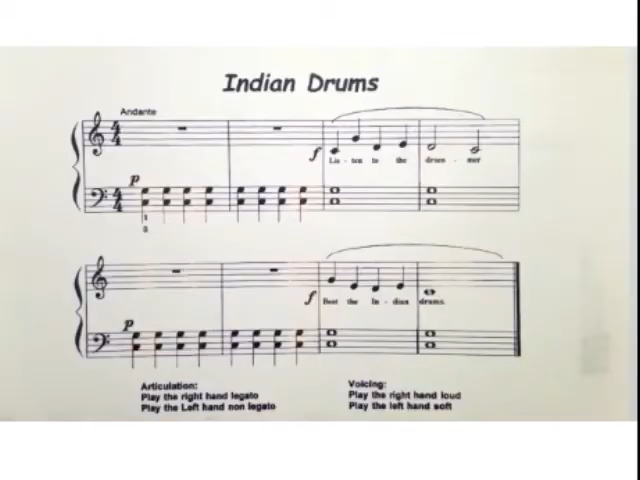 Indian Drums
Andante
f
Lis - ten to the drum - mer
p
1
5
f
Beat the In - dian drums.
p
Articulation:
Play the right hand legato
Play the Left hand non legato
Voicing:
Play the right hand loud
Play the left hand soft